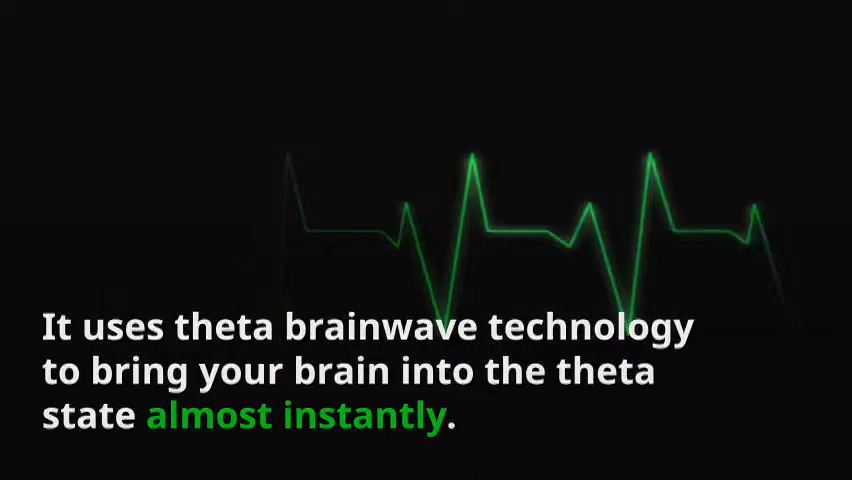 It uses theta brainwave technology
to bring your brain into the theta
state almost instantly.